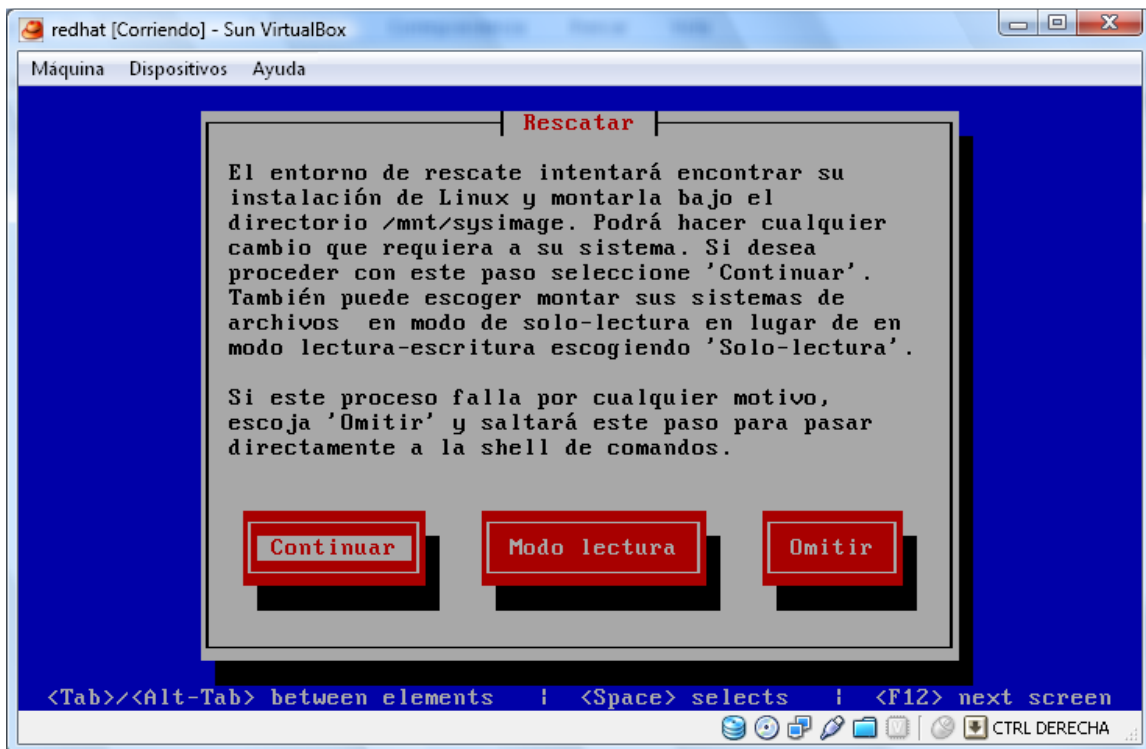 redhat [Corriendo] - Sun VirtualBox
Máquina Dispositivos Ayuda
Rescatar
El entorno de rescate intentará encontrar su
instalación de Linux y montarla bajo el
directorio /mnt/sysimage. Podrá hacer cualquier
cambio que requiera a su sistema. Si desea
proceder con este paso seleccione 'Continuar'.
También puede escoger montar sus sistemas de
archivos  en modo de solo-lectura en lugar de en
modo lectura-escritura escogiendo 'Solo-lectura'.
Si este proceso falla por cualquier motivo,
escoja 'Omitir' y saltará este paso para pasar
directamente a la shell de comandos.
Continuar Modo lectura Omitir
<Tab>/<Alt-Tab> between elements | <Space> selects | <F12> next screen
CTRL DERECHA